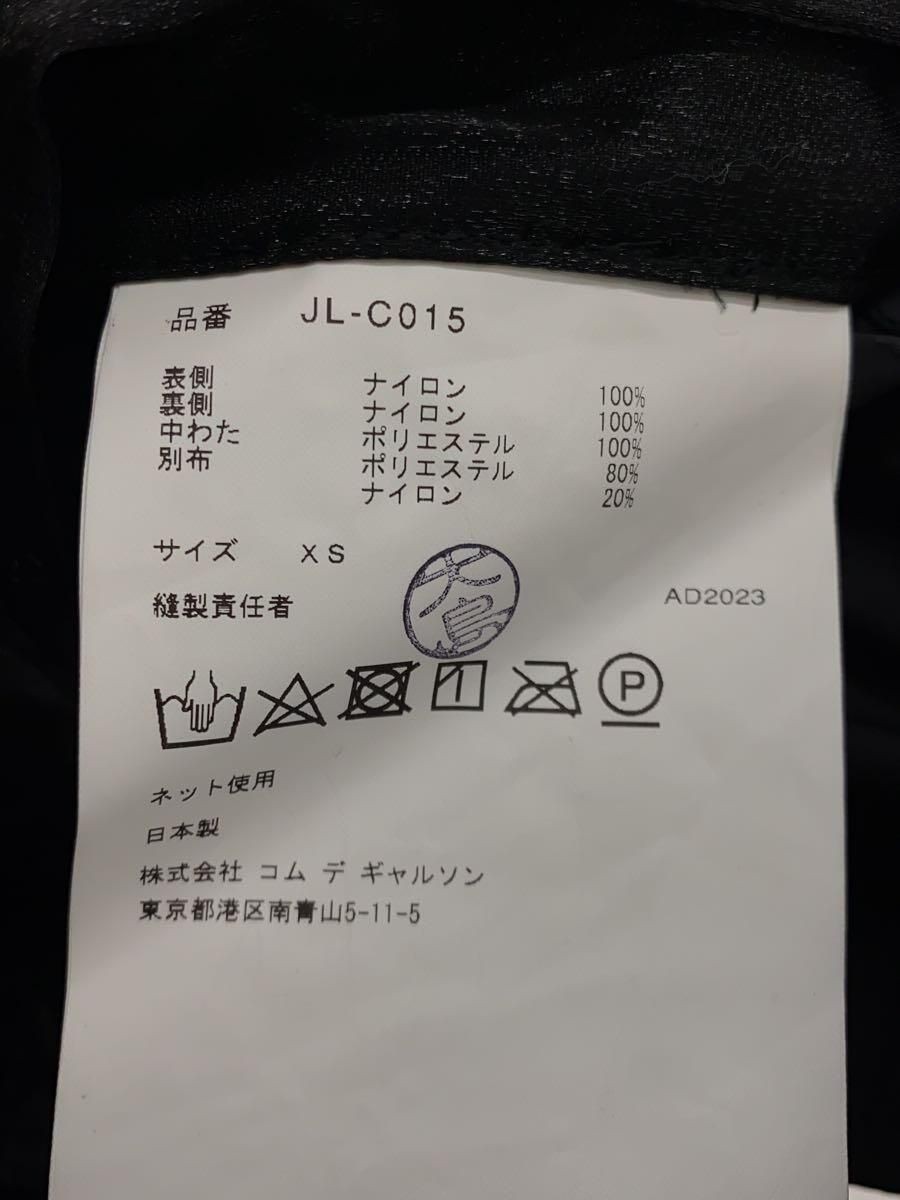 品番 JL-C015
表側 ナイロン 100%
裏側 ナイロン 100%
中わた ポリエステル 100%
別布 ポリエステル 80%
ナイロン 20%
サイズ XS
縫製責任者 大島 AD2023
P
ネット使用
日本製
株式会社 コム デ ギャルソン
東京都港区南青山5-11-5